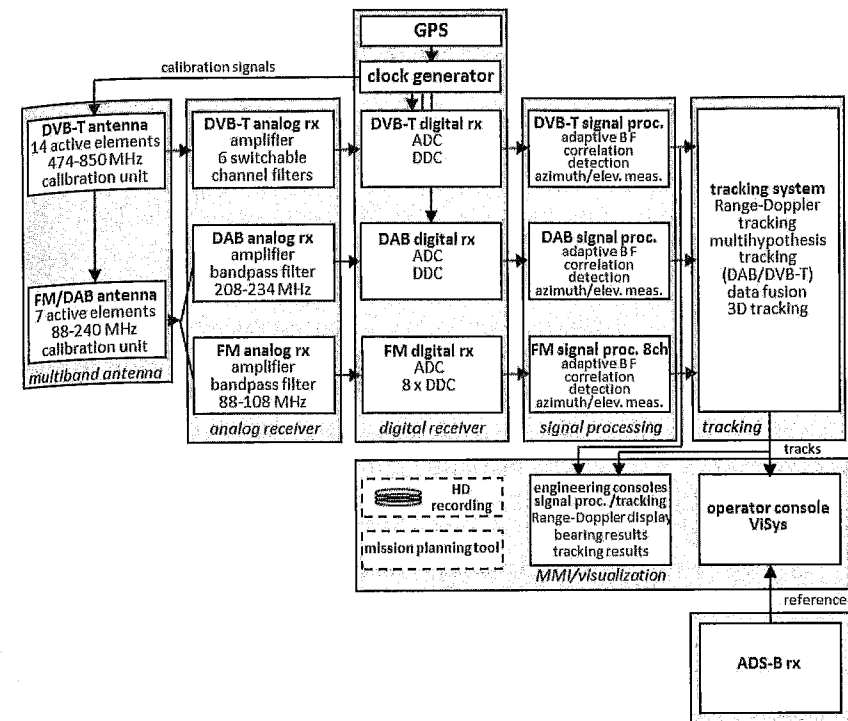 GPS
clock generator
calibration signals
DVB-T antenna
14 active elements
474-850 MHz
calibration unit
FM/DAB antenna
7 active elements
88-240 MHz
calibration unit
multiband antenna
DVB-T analog rx
amplifier
6 switchable
channel filters
DAB analog rx
amplifier
bandpass filter
208-234 MHz
FM analog rx
amplifier
bandpass filter
88-108 MHz
analog receiver
DVB-T digital rx
ADC
DDC
DAB digital rx
ADC
DDC
FM digital rx
ADC
8 x DDC
digital receiver
DVB-T signal proc.
adaptive BF
correlation
detection
azimuth/elev. meas.
DAB signal proc.
adaptive BF
correlation
detection
azimuth/elev. meas.
FM signal proc. 8ch
adaptive BF
correlation
detection
azimuth/elev. meas.
signal processing
tracking system
Range-Doppler
tracking
multihypothesis
tracking
(DAB/DVB-T)
data fusion
3D tracking
tracking
tracks
HD
recording
mission planning tool
engineering consoles
signal proc./tracking
Range-Doppler display
bearing results
tracking results
MMI/visualization
operator console
ViSys
reference
ADS-B rx